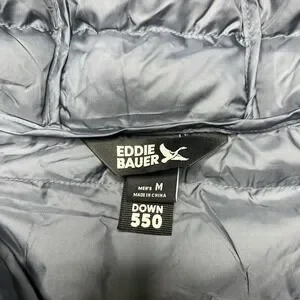 EDDIE
BAUER
MEN'S M
MADE IN CHINA
DOWN
550